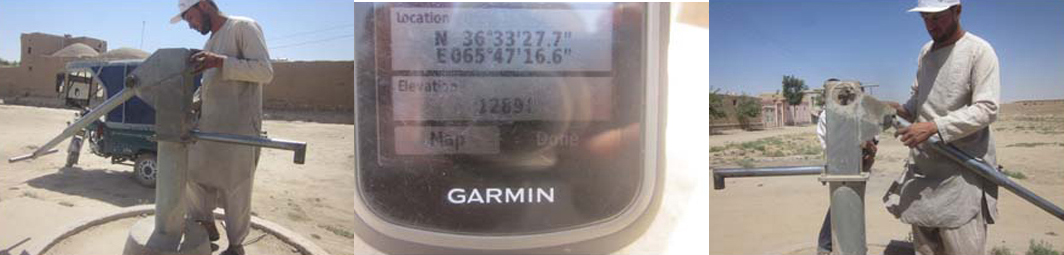 Location
N 36°33'27.7"
E065°47'16.6"
Elevation
Map
Done
GARMIN